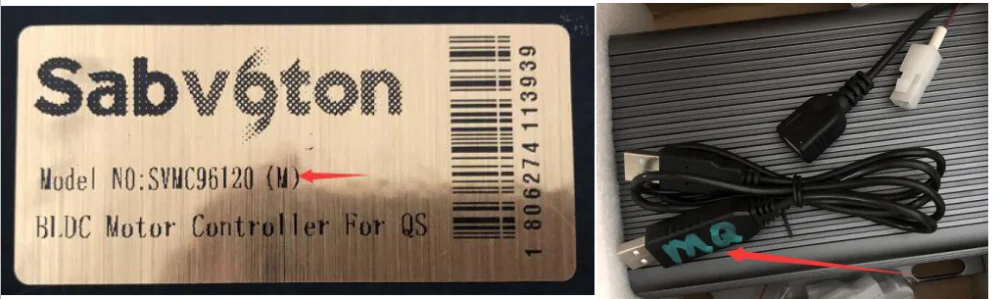 Sabvoton
Model NO:SVMC96120 (M)
BLDC Motor Controller For QS
1 806274 113939
MQ